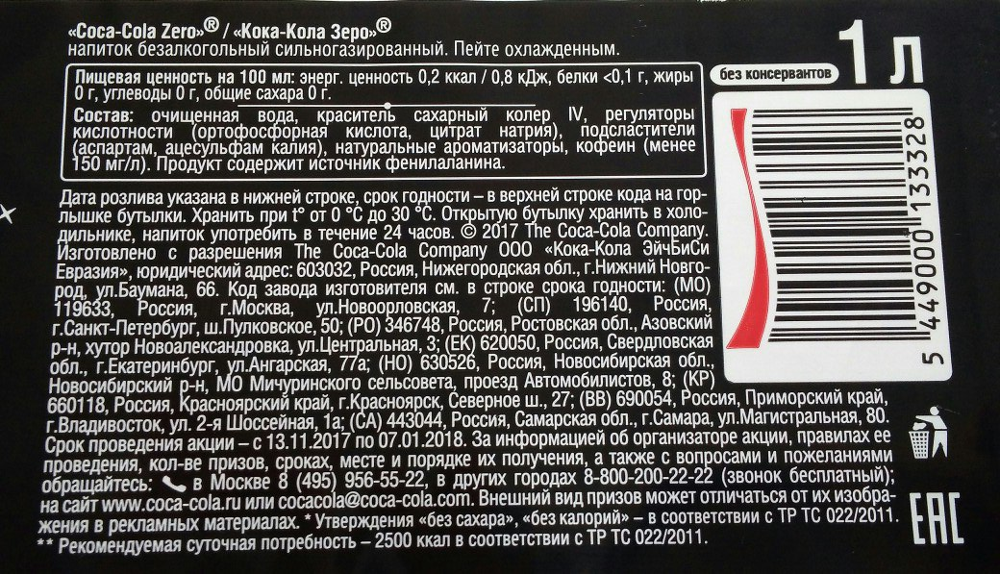 «Coca-Cola Zero»® / «Кока-Кола Зеро»®
напиток безалкогольный сильногазированный. Пейте охлажденным.
1 л
без консервантов
Пищевая ценность на 100 мл: энерг. ценность 0,2 ккал / 0,8 кДж, белки <0,1 г, жиры
0 г, углеводы 0 г, общие сахара 0 г.
Состав: очищенная вода, краситель сахарный колер IV, регуляторы
кислотности (ортофосфорная кислота, цитрат натрия), подсластители
(аспартам, ацесульфам калия), натуральные ароматизаторы, кофеин (менее
150 мг/л). Продукт содержит источник фенилаланина.
5 449000 133328
Дата розлива указана в нижней строке, срок годности – в верхней строке кода на гор-
лышке бутылки. Хранить при t° от 0 °C до 30 °C. Открытую бутылку хранить в холо-
дильнике, напиток употребить в течение 24 часов. © 2017 The Coca-Cola Company.
Изготовлено с разрешения The Coca-Cola Company ООО «Кока-Кола ЭйчБиСи
Евразия», юридический адрес: 603032, Россия, Нижегородская обл., г.Нижний Новго-
род, ул.Баумана, 66. Код завода изготовителя см. в строке срока годности: (МО)
119633, Россия, г.Москва, ул.Новоорловская, 7; (СП) 196140, Россия,
г.Санкт-Петербург, ш.Пулковское, 50; (РО) 346748, Россия, Ростовская обл., Азовский
р-н, хутор Новоалександровка, ул.Центральная, 3; (ЕК) 620050, Россия, Свердловская
обл., г.Екатеринбург, ул.Ангарская, 77а; (НО) 630526, Россия, Новосибирская обл.,
Новосибирский р-н, МО Мичуринского сельсовета, проезд Автомобилистов, 8; (КР)
660118, Россия, Красноярский край, г.Красноярск, Северное ш., 27; (ВВ) 690054, Россия, Приморский край,
г.Владивосток, ул. 2-я Шоссейная, 1а; (СА) 443044, Россия, Самарская обл., г.Самара, ул.Магистральная, 80.
Срок проведения акции – с 13.11.2017 по 07.01.2018. За информацией об организаторе акции, правилах ее
проведения, кол-ве призов, сроках, месте и порядке их получения, а также с вопросами и пожеланиями
обращайтесь: в Москве 8 (495) 956-55-22, в других городах 8-800-200-22-22 (звонок бесплатный);
на сайт www.coca-cola.ru или cocacola@coca-cola.com. Внешний вид призов может отличаться от их изобра-
жения в рекламных материалах. * Утверждения «без сахара», «без калорий» – в соответствии с ТР ТС 022/2011.
** Рекомендуемая суточная потребность – 2500 ккал в соответствии с ТР ТС 022/2011.
EAC